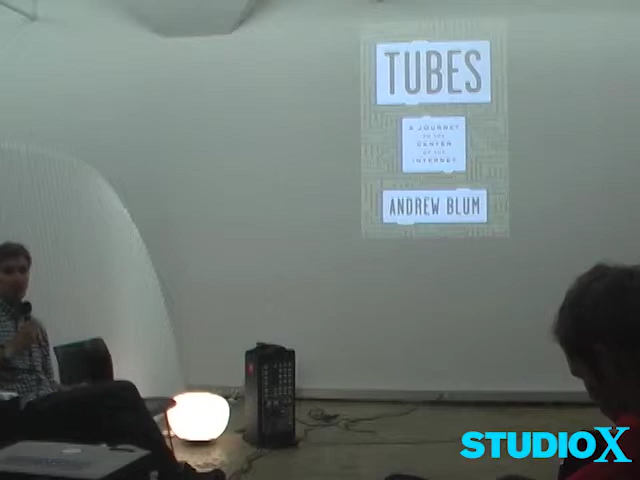 TUBES
A JOURNEY
TO THE
CENTER
OF THE
INTERNET
ANDREW BLUM
STUDIOX